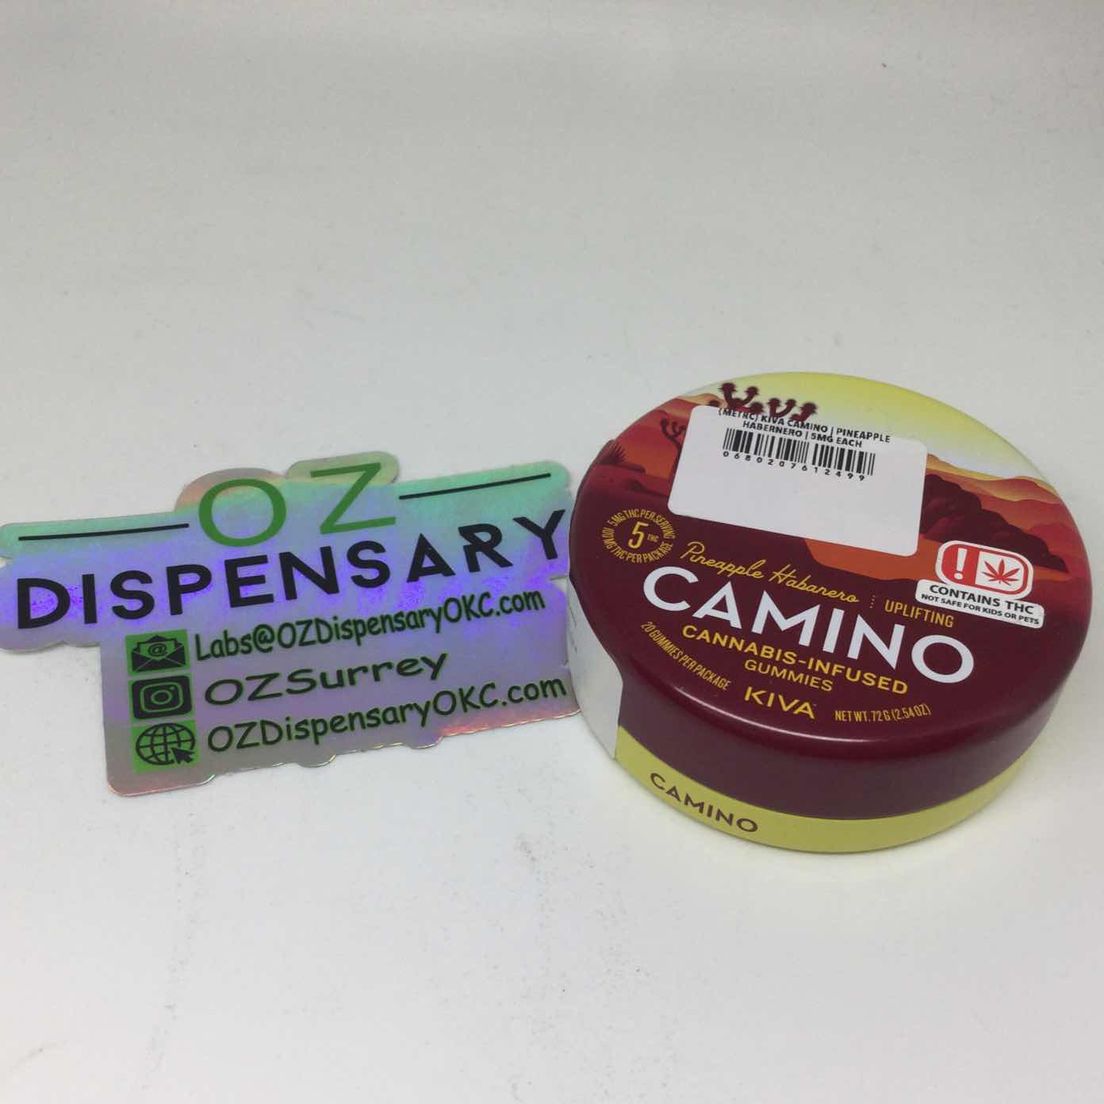 OZ
DISPENSARY
Labs@OZDispensaryOKC.com
OZSurrey
OZDispensaryOKC.com
(METRC) KIVA CAMINO | PINEAPPLE
HABERNERO | 5MG EACH
0680207612499
5MG THC PER SERVING
100MG THC PER PACKAGE
5 THC
Pineapple Habanero
UPLIFTING
CAMINO
CANNABIS-INFUSED
GUMMIES
20 GUMMIES PER PACKAGE
KIVA
NET WT. 72 G (2.54 OZ)
!
CONTAINS THC
NOT SAFE FOR KIDS OR PETS
CAMINO